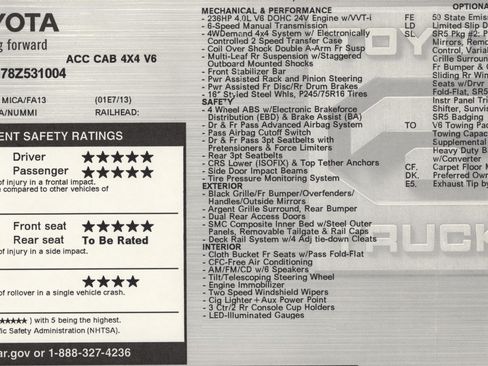 OYOTA
g forward
ACC CAB 4X4 V6
78Z531004
MICA/FA13 (01E7/13)
A/NUMMI RAILHEAD:
ENT SAFETY RATINGS
Driver ★★★★★
Passenger ★★★★★
of injury in a frontal impact.
e compared to other vehicles of
Front seat ★★★★★
Rear seat To Be Rated
of injury in a side impact.
★★★★
of rollover in a single vehicle crash.
★★★★★) with 5 being the highest.
fic Safety Administration (NHTSA).
ar.gov or 1-888-327-4236
MECHANICAL & PERFORMANCE
- 236HP 4.0L V6 DOHC 24V Engine w/VVT-i
- 6-Speed Manual Transmission
- 4WDemand 4x4 System w/ Electronically
Controlled 2 Speed Transfer Case
- Coil Over Shock Double A-Arm Fr Susp
- Multi-Leaf Rr Suspension w/Staggered
Outboard Mounted Shocks
- Front Stabilizer Bar
- Pwr Assisted Rack and Pinion Steering
- Pwr Assisted Fr Disc/Rr Drum Brakes
- 16" Styled Steel Whls, P245/75R16 Tires
SAFETY
- 4 Wheel ABS w/Electronic Brakeforce
Distribution (EBD) & Brake Assist (BA)
- Dr & Fr Pass Advanced Airbag System
- Pass Airbag Cutoff Switch
- Dr & Fr Pass 3pt Seatbelts with
Pretensioners & Force Limiters
- Rear 3pt Seatbelts
- CRS Lower (ISOFIX) & Top Tether Anchors
- Side Door Impact Beams
- Tire Pressure Monitoring System
EXTERIOR
- Black Grille/Fr Bumper/Overfenders/
Handles/Outside Mirrors
- Argent Grille Surround, Rear Bumper
- Dual Rear Access Doors
- SMC Composite Inner Bed w/Steel Outer
Panels, Removable Tailgate & Rail Caps
- Deck Rail System w/4 Adj tie-down Cleats
INTERIOR
- Cloth Bucket Fr Seats w/Pass Fold-Flat
- CFC-Free Air Conditioning
- AM/FM/CD w/6 Speakers
- Tilt/Telescoping Steering Wheel
- Engine Immobilizer
- Two Speed Windshield Wipers
- Cig Lighter+Aux Power Point
- 3 Ctr/2 Rr Console Cup Holders
- LED-Illuminated Gauges
OPTIONA
FE 50 State Emiss
LD Limited Slip D
SL SR5 Pkg #2: P
Mirrors, Remo
Control, Variab
Grille Surroun
Fr Bumper & O
Sliding Rr Win
Seats w/Drvr
Fold-Flat, SR5
Instr Panel Tri
Shifter, Sunvis
SR5 Badging
TO V6 Towing Pack
Towing Capaci
Supplemental
Heavy Duty B
w/Converter
CF. Carpet Floor M
DK. Preferred Own
E5. Exhaust Tip by
TOYO
TRUCK